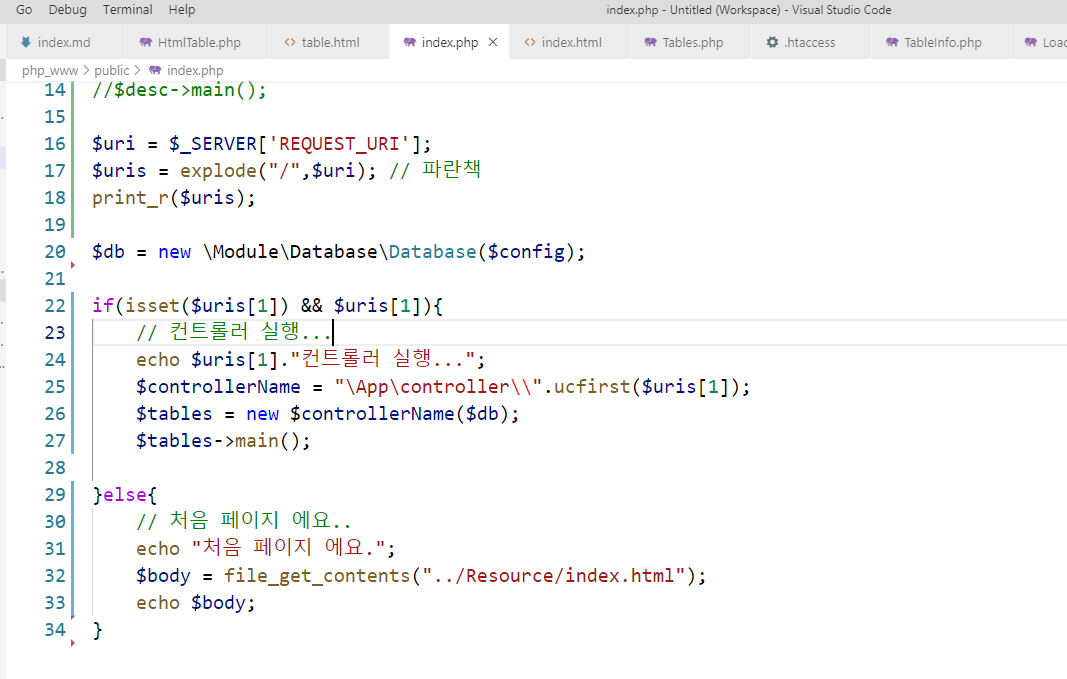 Go Debug Terminal Help index.php - Untitled (Workspace) - Visual Studio Code
index.md HtmlTable.php table.html index.php index.html Tables.php .htaccess TableInfo.php Loac
php_www > public > index.php
14 //$desc->main();
15
16 $uri = $_SERVER['REQUEST_URI'];
17 $uris = explode("/",$uri); // 파란책
18 print_r($uris);
19
20 $db = new \Module\Database\Database($config);
21
22 if(isset($uris[1]) && $uris[1]){
23 // 컨트롤러 실행...
24 echo $uris[1]."컨트롤러 실행...";
25 $controllerName = "\App\controller\\".ucfirst($uris[1]);
26 $tables = new $controllerName($db);
27 $tables->main();
28
29 }else{
30 // 처음 페이지 에요..
31 echo "처음 페이지 에요.";
32 $body = file_get_contents("../Resource/index.html");
33 echo $body;
34 }